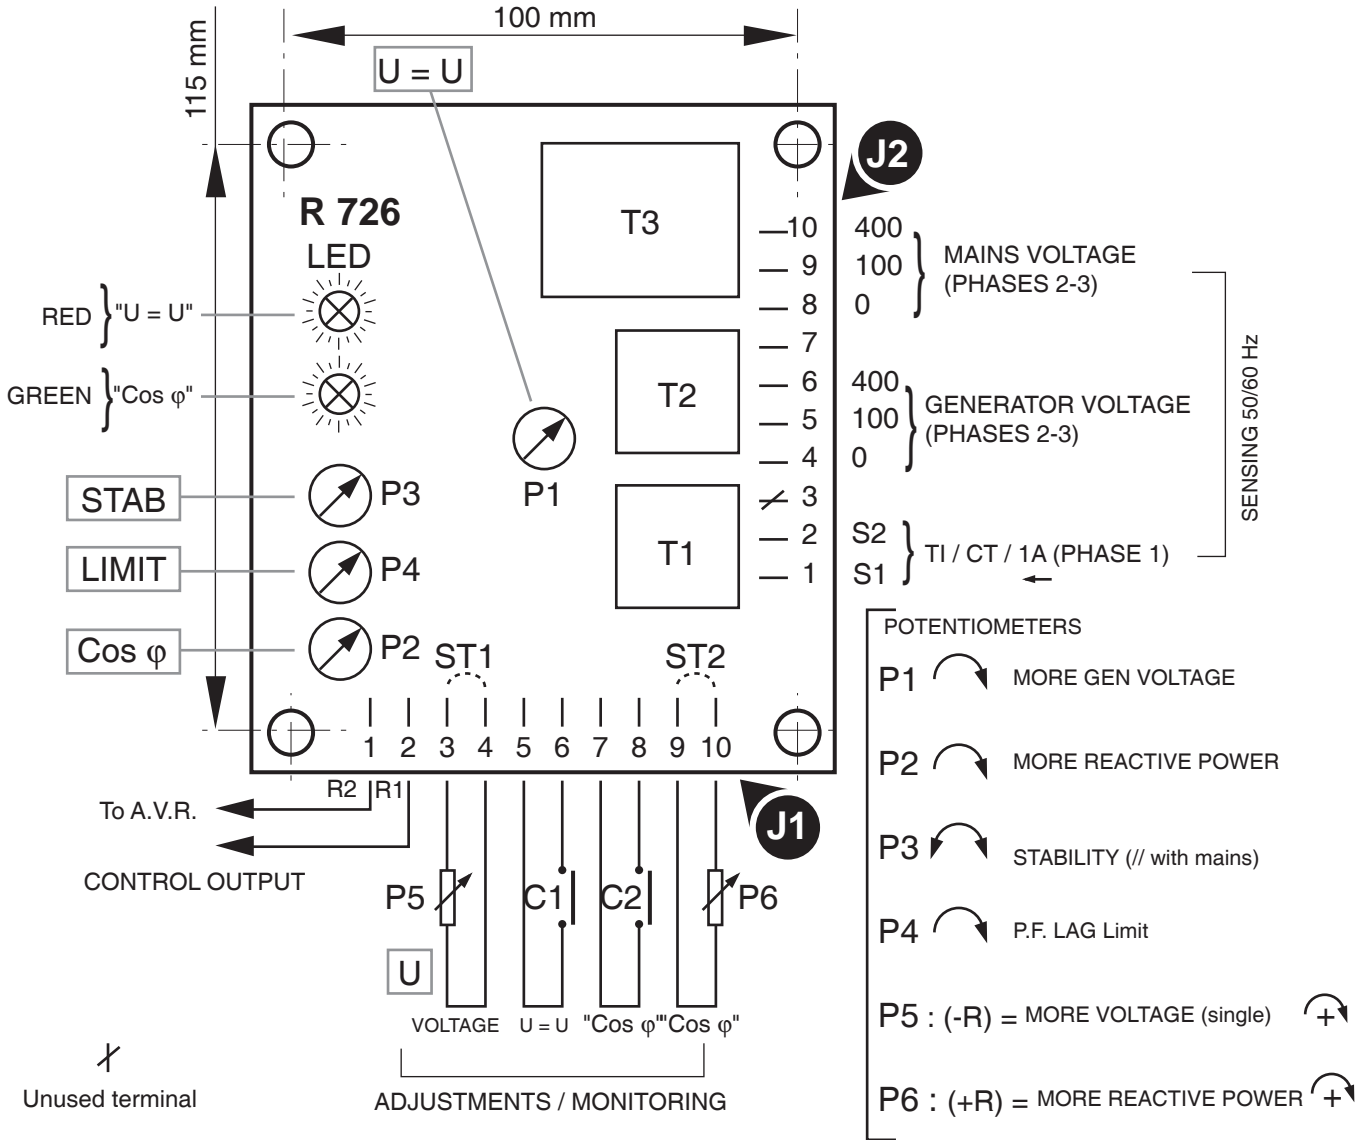 100 mm
115 mm
U = U
J2
R 726
LED
T3
10 400
9 100
8 0
MAINS VOLTAGE
(PHASES 2-3)
RED } "U = U"
7
GREEN } "Cos φ"
T2
6 400
5 100
4 0
GENERATOR VOLTAGE
(PHASES 2-3)
SENSING 50/60 Hz
P1
STAB
P3
3
T1
2 S2
1 S1
TI / CT / 1A (PHASE 1)
LIMIT
P4
Cos φ
P2
ST1
ST2
1 2 3 4 5 6 7 8 9 10
R2 R1
J1
To A.V.R.
CONTROL OUTPUT
P5
C1
C2
P6
U
VOLTAGE
U = U
"Cos φ"
"Cos φ"
ADJUSTMENTS / MONITORING
Unused terminal
POTENTIOMETERS
P1 MORE GEN VOLTAGE
P2 MORE REACTIVE POWER
P3 STABILITY (// with mains)
P4 P.F. LAG Limit
P5 : (-R) = MORE VOLTAGE (single) +
P6 : (+R) = MORE REACTIVE POWER +